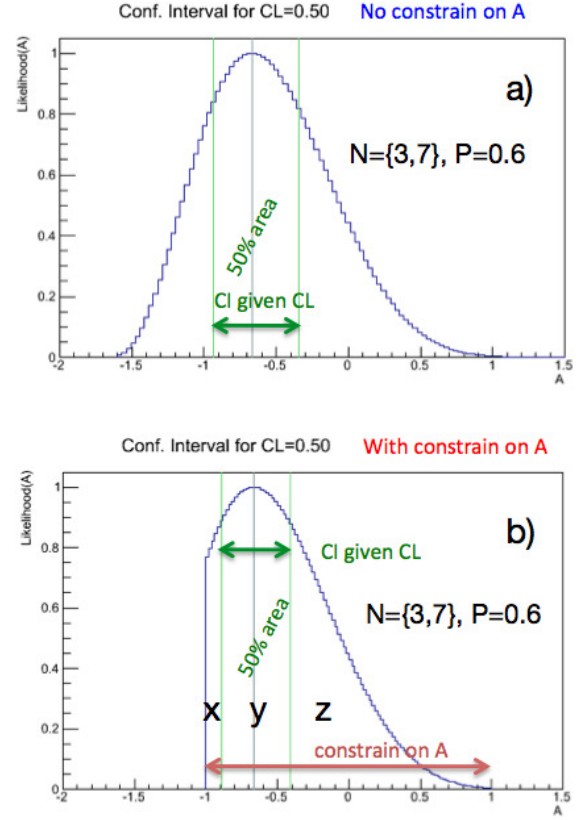 Conf. Interval for CL=0.50 No constrain on A
Likelihood(A)
1
0.8
0.6
0.4
0.2
0
a)
N={3,7}, P=0.6
50% area
CI given CL
-2 -1.5 -1 -0.5 0 0.5 1 1.5
A
Conf. Interval for CL=0.50 With constrain on A
Likelihood(A)
1
0.8
0.6
0.4
0.2
0
b)
CI given CL
N={3,7}, P=0.6
50% area
x y z
constrain on A
-2 -1.5 -1 -0.5 0 0.5 1 1.5
A